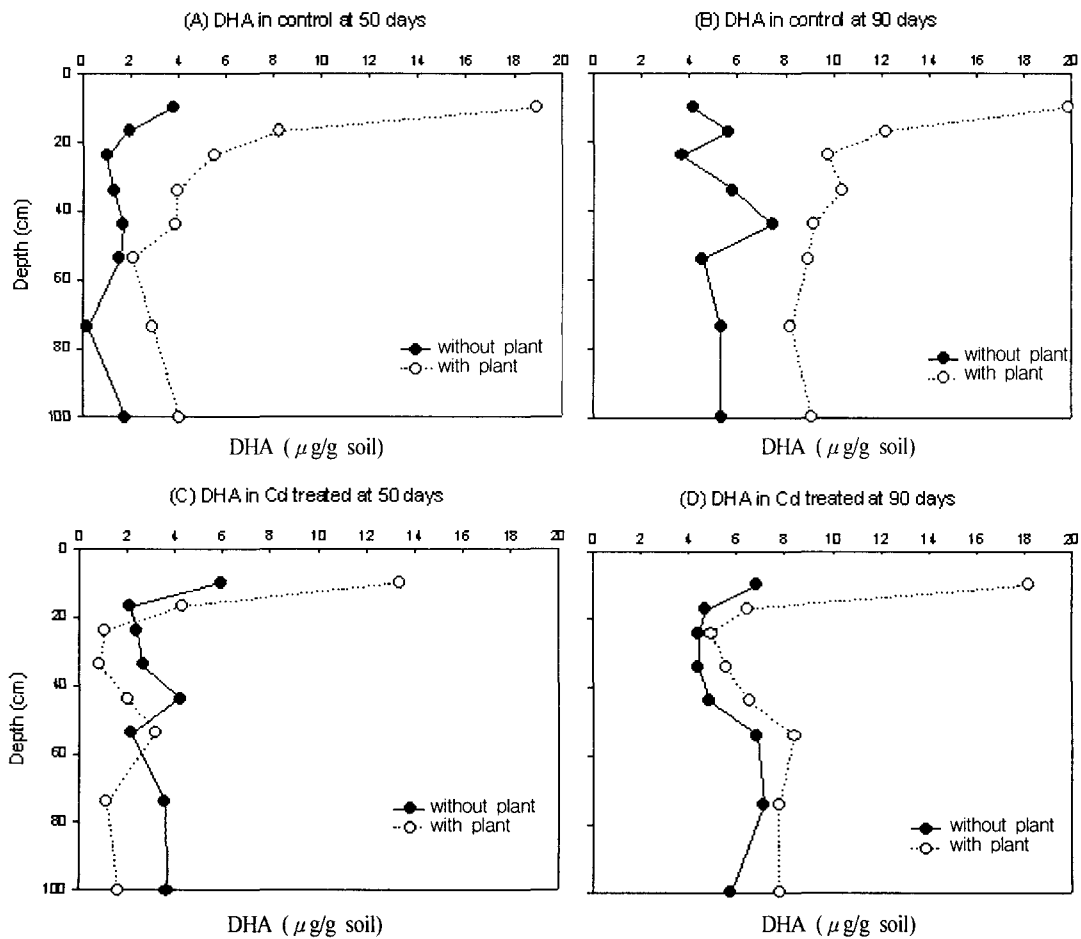 (A) DHA in control at 50 days
(B) DHA in control at 90 days
0 2 4 6 8 10 12 14 16 18 20
0 2 4 6 8 10 12 14 16 18 20
0
20
40
60
80
100
Depth (cm)
without plant
with plant
without plant
with plant
DHA ( μg/g soil)
DHA ( μg/g soil)
(C) DHA in Cd treated at 50 days
(D) DHA in Cd treated at 90 days
0 2 4 6 8 10 12 14 16 18 20
0 2 4 6 8 10 12 14 16 18 20
0
20
40
60
80
100
Depth (cm)
without plant
with plant
without plant
with plant
DHA ( μg/g soil)
DHA ( μg/g soil)